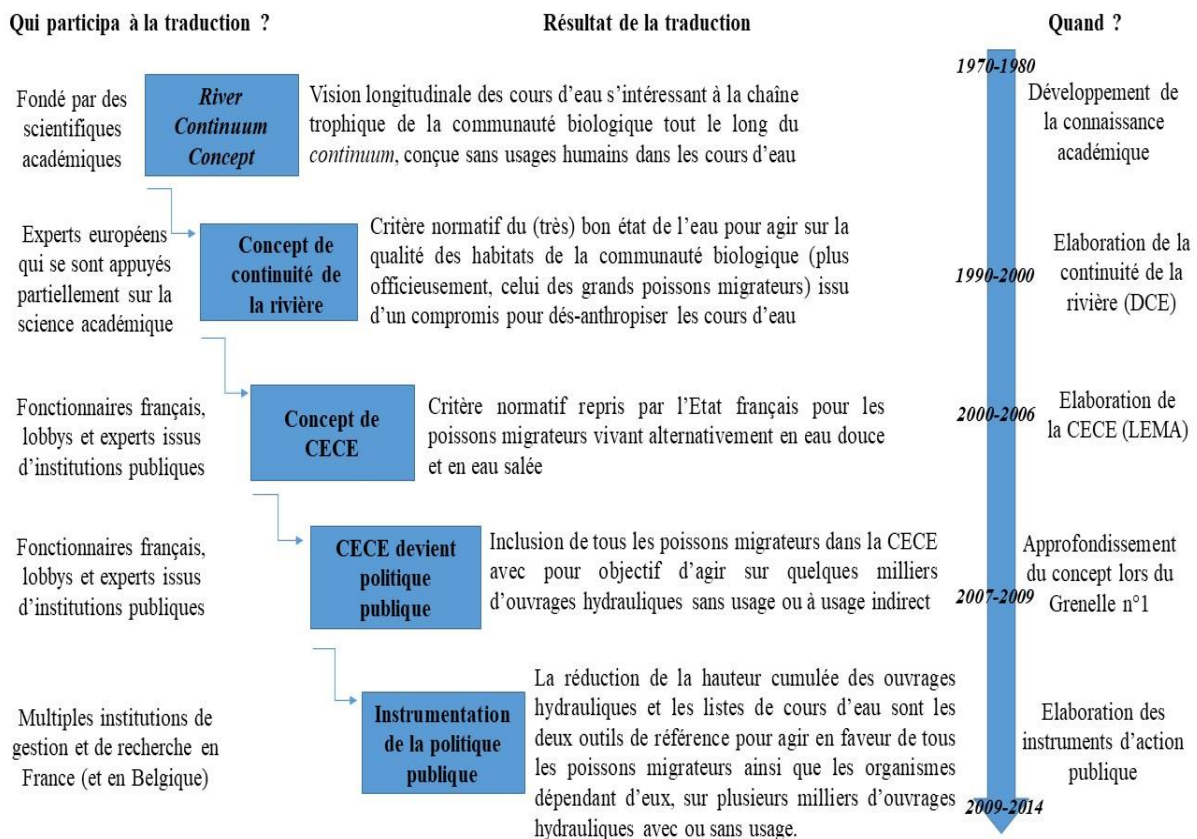 Qui participa à la traduction ?
Résultat de la traduction
Quand ?
1970-1980
Fondé par des
scientifiques
académiques
River
Continuum
Concept
Vision longitudinale des cours d'eau s'intéressant à la chaîne
trophique de la communauté biologique tout le long du
continuum, conçue sans usages humains dans les cours d'eau
Développement de
la connaissance
académique
Experts européens
qui se sont appuyés
partiellement sur la
science académique
Concept de
continuité de
la rivière
Critère normatif du (très) bon état de l'eau pour agir sur la
qualité des habitats de la communauté biologique (plus
officieusement, celui des grands poissons migrateurs) issu
d'un compromis pour dés-anthropiser les cours d'eau
1990-2000
Elaboration de la
continuité de la
rivière (DCE)
Fonctionnaires français,
lobbys et experts issus
d'institutions publiques
Concept de
CECE
Critère normatif repris par l'Etat français pour les
poissons migrateurs vivant alternativement en eau douce
et en eau salée
2000-2006
Elaboration de
la CECE (LEMA)
Fonctionnaires français,
lobbys et experts issus
d'institutions publiques
CECE devient
politique
publique
Inclusion de tous les poissons migrateurs dans la CECE
avec pour objectif d'agir sur quelques milliers
d'ouvrages hydrauliques sans usage ou à usage indirect
2007-2009
Approfondissement
du concept lors du
Grenelle n°1
Multiples institutions de
gestion et de recherche en
France (et en Belgique)
Instrumentation
de la politique
publique
La réduction de la hauteur cumulée des ouvrages
hydrauliques et les listes de cours d'eau sont les
deux outils de référence pour agir en faveur de tous
les poissons migrateurs ainsi que les organismes
dépendant d'eux, sur plusieurs milliers d'ouvrages
hydrauliques avec ou sans usage.
Elaboration des
instruments d'action
publique
2009-2014